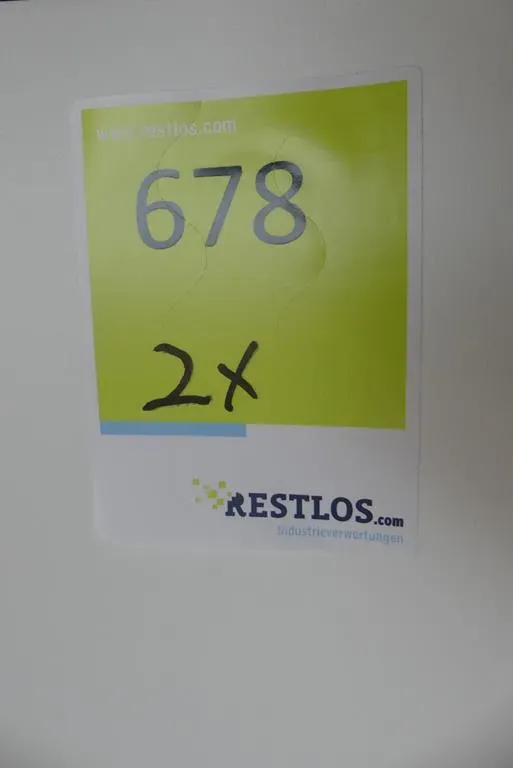 www.restlos.com
678
2x
RESTLOS.com
Industrieverwertungen